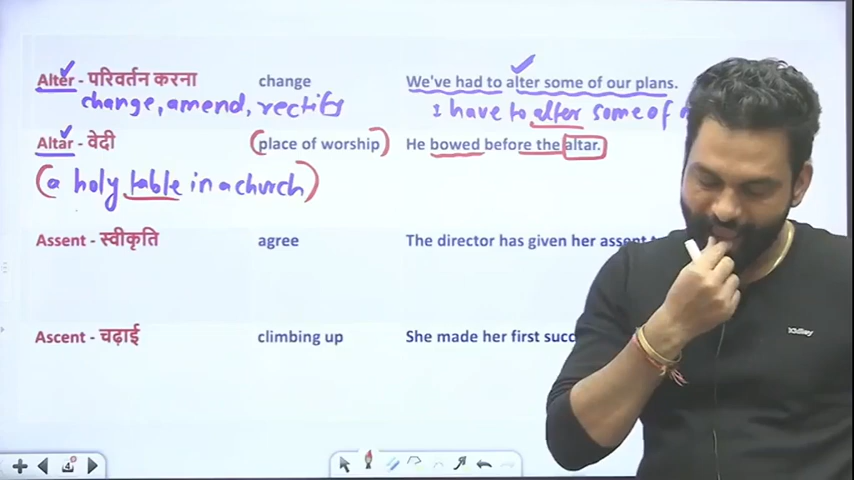 Alter - परिवर्तन करना change We've had to alter some of our plans.
change, amend, rectify I have to alter some of
Altar - वेदी (place of worship) He bowed before the altar.
(a holy table in a church)
Assent - स्वीकृति agree The director has given her assent
Ascent - चढ़ाई climbing up She made her first succ
4